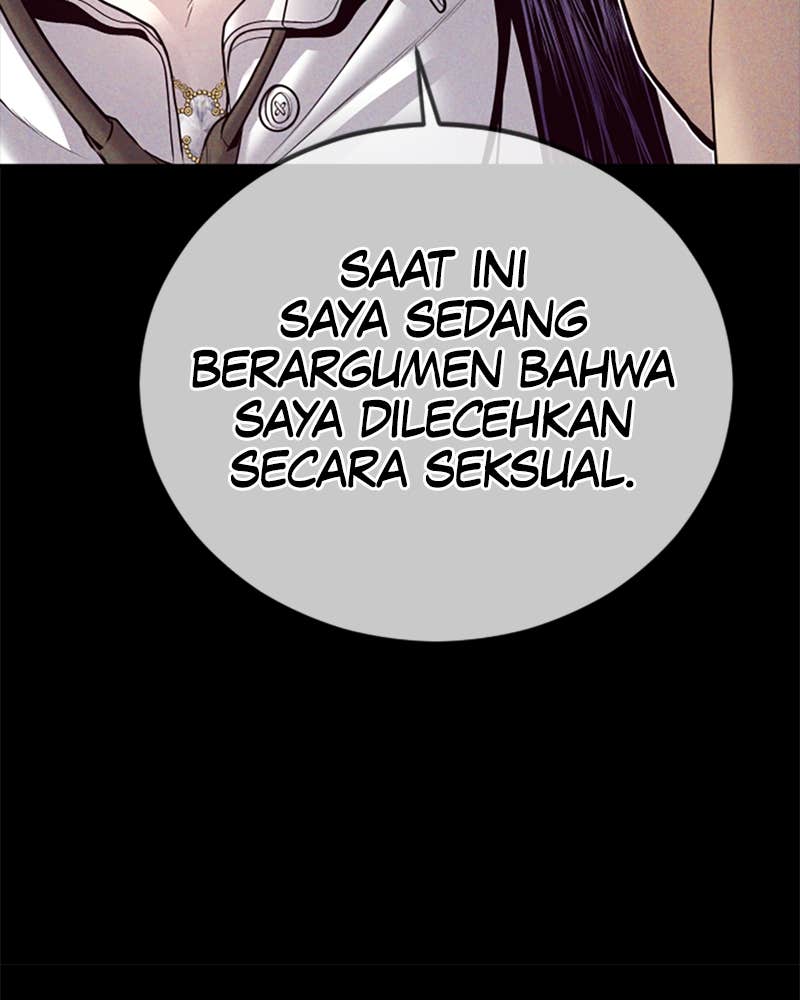 SAAT INI
SAYA SEDANG
BERARGUMEN BAHWA
SAYA DILECEHKAN
SECARA SEKSUAL.